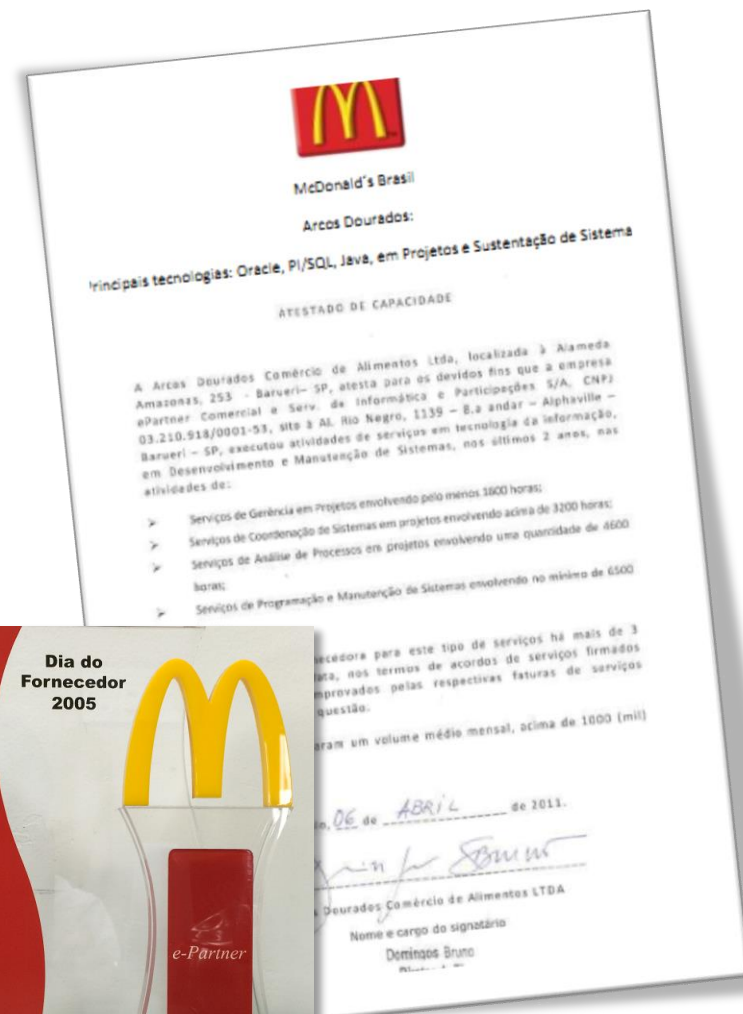 McDonald´s Brasil
Arcos Dourados:
rincipais tecnologias: Oracle, Pl/SQL, Java, em Projetos e Sustentação de Sistema
ATESTADO DE CAPACIDADE
A Arcos Dourados Comércio de Alimentos Ltda, localizada à Alameda
Amazonas, 253 - Barueri– SP, atesta para os devidos fins que a empresa
ePartner Comercial e Serv. de Informática e Participações S/A, CNPJ
03.210.918/0001-53, sito à Al. Rio Negro, 1139 – 8.a andar – Alphaville –
Barueri – SP, executou atividades de serviços em tecnologia da informação,
em Desenvolvimento e Manutenção de Sistemas, nos últimos 2 anos, nas
atividades de:
➢ Serviços de Gerência em Projetos envolvendo pelo menos 1800 horas;
➢ Serviços de Coordenação de Sistemas em projetos envolvendo acima de 3200 horas;
➢ Serviços de Análise de Processos em projetos envolvendo uma quantidade de 4600
horas;
➢ Serviços de Programação e Manutenção de Sistemas envolvendo no mínimo de 6500
necedora para este tipo de serviços há mais de 3
ata, nos termos de acordos de serviços firmados
mprovados pelas respectivas faturas de serviços
questão.
aram um volume médio mensal, acima de 1000 (mil)
o, 06 de ABRIL de 2011.
s Dourados Comércio de Alimentos LTDA
Nome e cargo do signatário
Domingos Bruno
Dia do
Fornecedor
2005
e-Partner